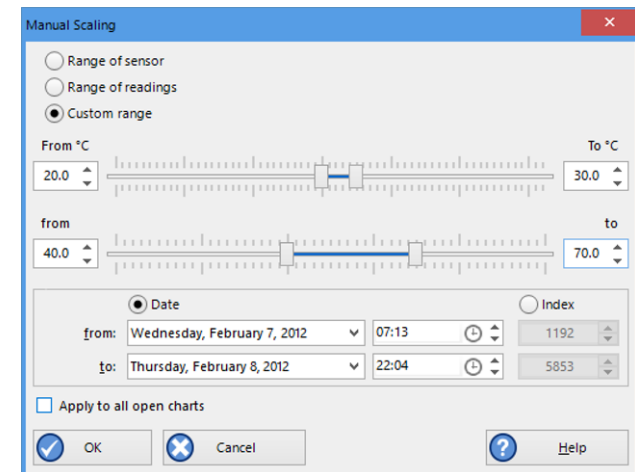 Manual Scaling
Range of sensor
Range of readings
Custom range
From °C To °C
20.0 30.0
from to
40.0 70.0
Date Index
from: Wednesday, February 7, 2012 07:13 1192
to: Thursday, February 8, 2012 22:04 5853
Apply to all open charts
OK Cancel Help